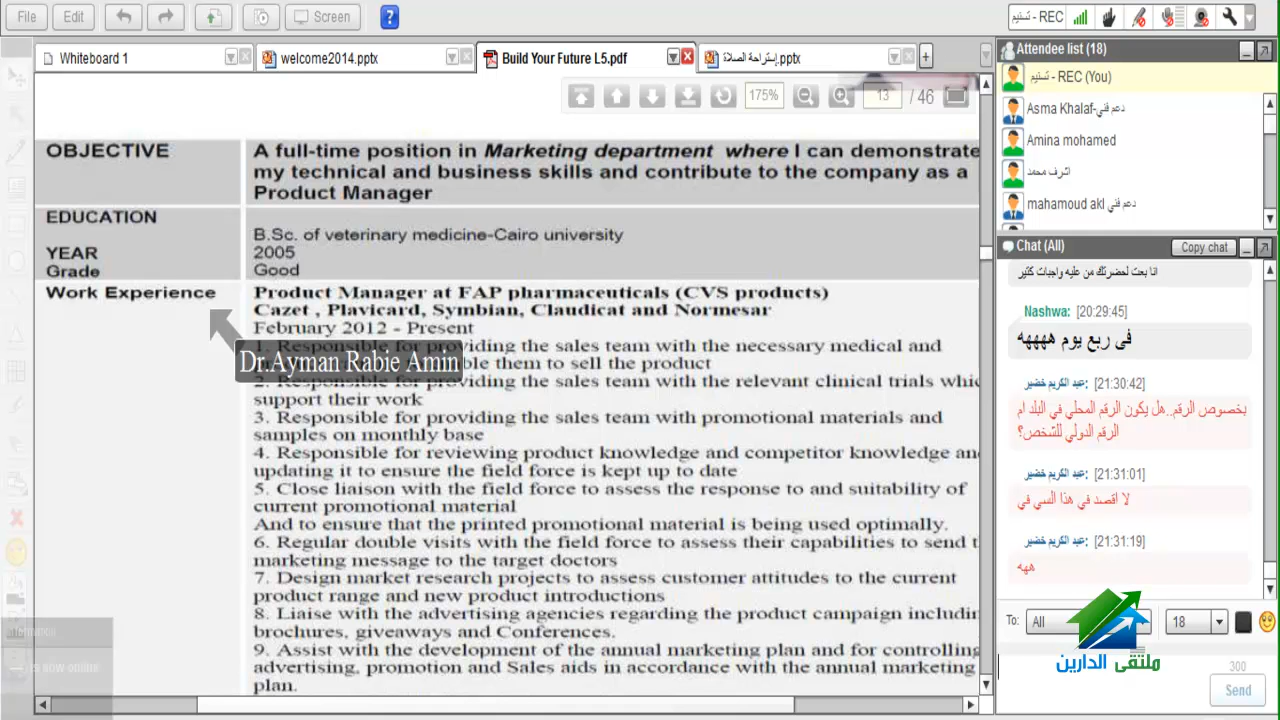 File
Edit
Screen
?
تسنيم - REC
Whiteboard 1
welcome2014.pptx
Build Your Future L5.pdf
إستراحة الصلاة.pptx
175%
13
/ 46
OBJECTIVE
A full-time position in Marketing department where I can demonstrate
my technical and business skills and contribute to the company as a
Product Manager
EDUCATION
B.Sc. of veterinary medicine-Cairo university
YEAR
2005
Grade
Good
Work Experience
Product Manager at FAP pharmaceuticals (CVS products)
Cazet , Plavicard, Symbian, Claudicat and Normesar
February 2012 - Present
1. Responsible for providing the sales team with the necessary medical and
Dr.Ayman Rabie Amin
them to sell the product
2. Responsible for providing the sales team with the relevant clinical trials whic
support their work
3. Responsible for providing the sales team with promotional materials and
samples on monthly base
4. Responsible for reviewing product knowledge and competitor knowledge an
updating it to ensure the field force is kept up to date
5. Close liaison with the field force to assess the response to and suitability of
current promotional material
And to ensure that the printed promotional material is being used optimally.
6. Regular double visits with the field force to assess their capabilities to send t
marketing message to the target doctors
7. Design market research projects to assess customer attitudes to the current
product range and new product introductions
8. Liaise with the advertising agencies regarding the product campaign includin
brochures, giveaways and Conferences.
9. Assist with the development of the annual marketing plan and for controlling
advertising, promotion and Sales aids in accordance with the annual marketing
plan.
is now online
Attendee list (18)
تسنيم - REC (You)
Asma Khalaf-دعم فني
Amina mohamed
اشرف محمد
mahamoud akl دعم فني
Chat (All)
Copy chat
انا بعت لحضرتك من عليه واجبات كتير
Nashwa: [20:29:45]
فى ربع يوم هههههه
عبد الكريم خضير: [21:30:42]
بخصوص الرقم..هل يكون الرقم المحلي في البلد ام
الرقم الدولي للشخص؟
عبد الكريم خضير: [21:31:01]
لا اقصد في هذا السي في
عبد الكريم خضير: [21:31:19]
ههه
To:
All
18
ملتقى الدارين
300
Send